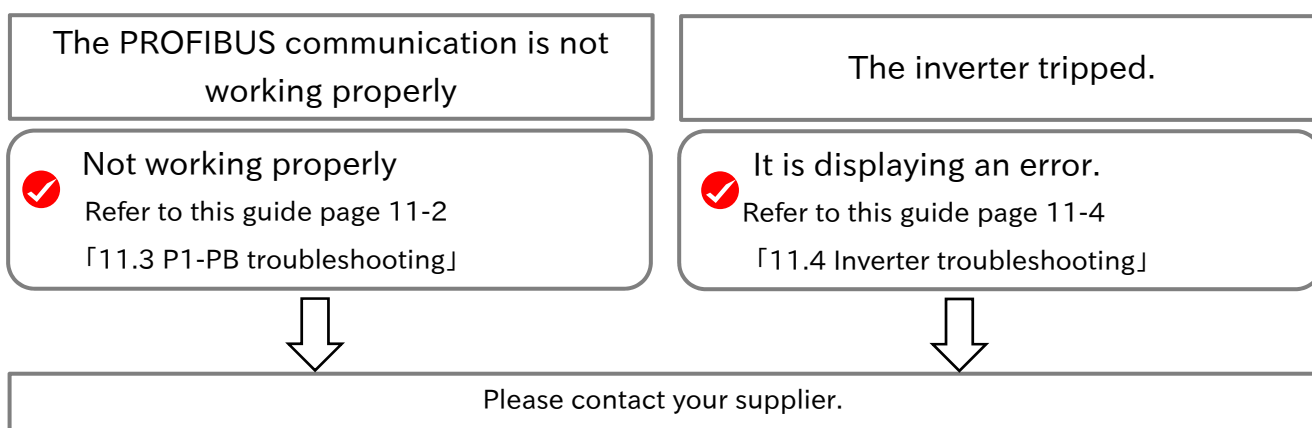 The PROFIBUS communication is not
working properly
The inverter tripped.
Not working properly
Refer to this guide page 11-2
「11.3 P1-PB troubleshooting」
It is displaying an error.
Refer to this guide page 11-4
「11.4 Inverter troubleshooting」
Please contact your supplier.